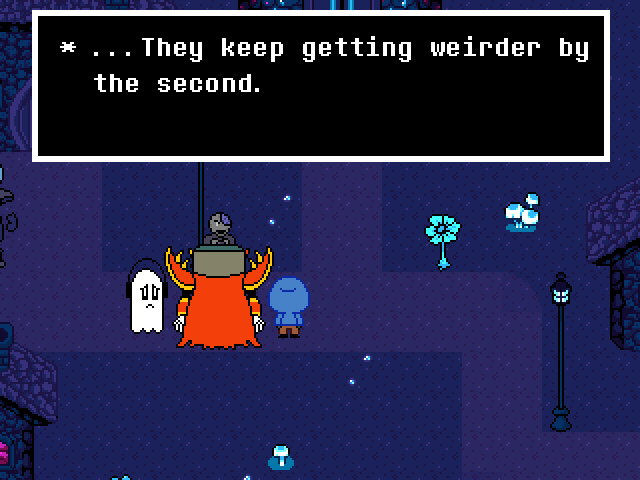 * ...They keep getting weirder by
the second.